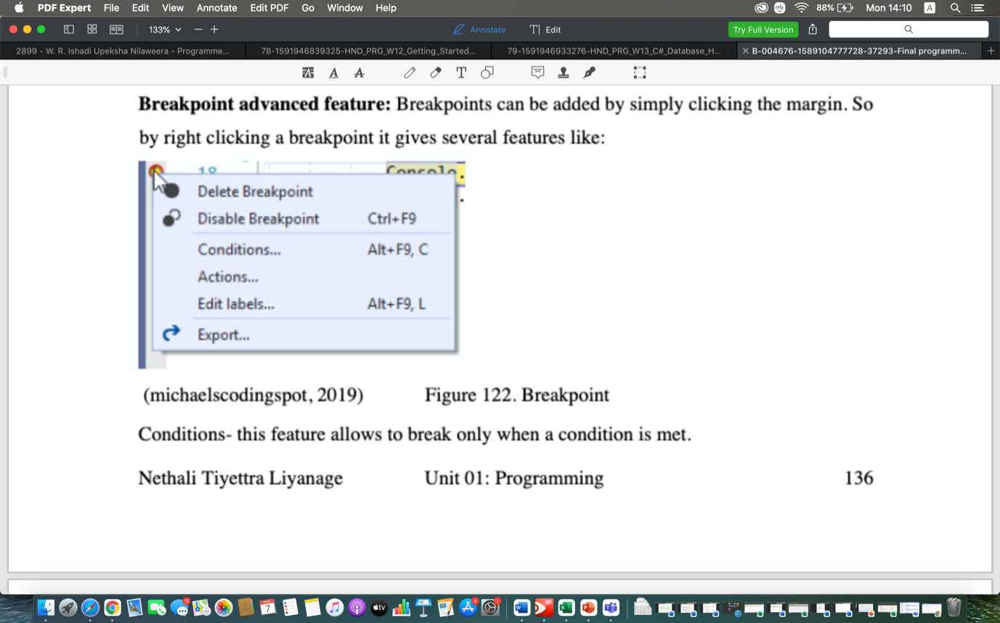 PDF Expert File Edit View Annotate Edit PDF Go Window Help 88% Mon 14:10 A
133% Annotate T Edit Try Full Version
2899 - W. R. Ishadi Upeksha Nilaweera - Programme... 78-1591946839325-HND_PRG_W12_Getting_Started... 79-1591946933276-HND_PRG_W13_C#_Database_H... B-004676-1589104777728-37293-Final programm...
A A A T
Breakpoint advanced feature: Breakpoints can be added by simply clicking the margin. So
by right clicking a breakpoint it gives several features like:
18 Console.
Delete Breakpoint
Disable Breakpoint Ctrl+F9
Conditions... Alt+F9, C
Actions...
Edit labels... Alt+F9, L
Export...
(michaelscodingspot, 2019) Figure 122. Breakpoint
Conditions- this feature allows to break only when a condition is met.
Nethali Tiyettra Liyanage Unit 01: Programming 136
13 7 tv 6 1